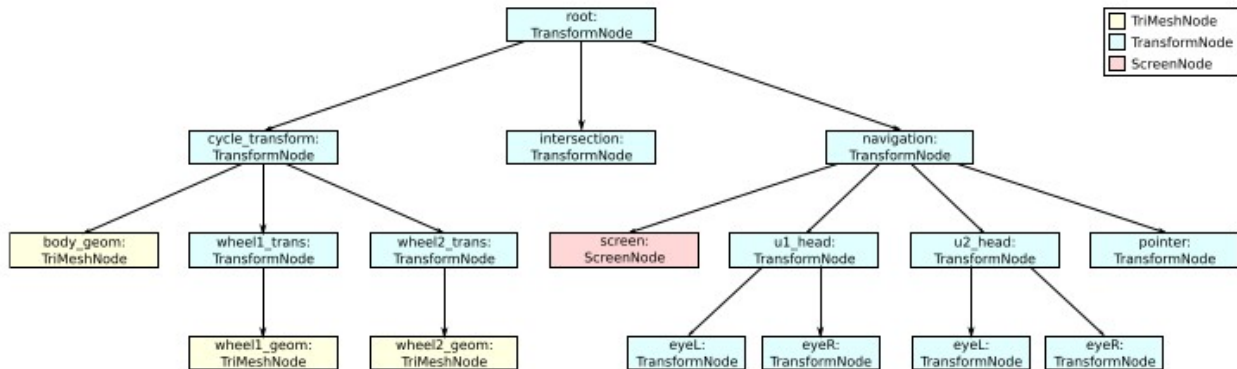 root:
TransformNode
TriMeshNode
TransformNode
ScreenNode
cycle_transform:
TransformNode
intersection:
TransformNode
navigation:
TransformNode
body_geom:
TriMeshNode
wheel1_trans:
TransformNode
wheel2_trans:
TransformNode
screen:
ScreenNode
u1_head:
TransformNode
u2_head:
TransformNode
pointer:
TransformNode
wheel1_geom:
TriMeshNode
wheel2_geom:
TriMeshNode
eyeL:
TransformNode
eyeR:
TransformNode
eyeL:
TransformNode
eyeR:
TransformNode